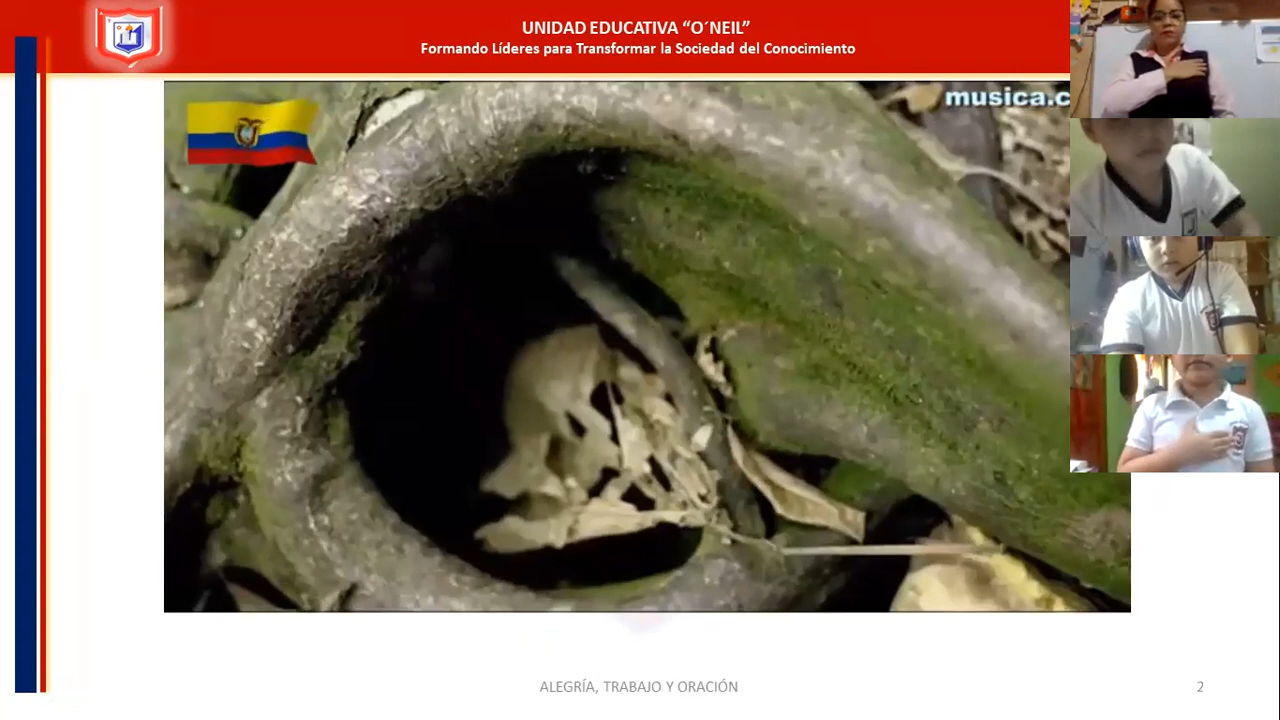 UNIDAD EDUCATIVA “O´NEIL”
Formando Líderes para Transformar la Sociedad del Conocimiento
musica.c
ALEGRÍA, TRABAJO Y ORACIÓN
2